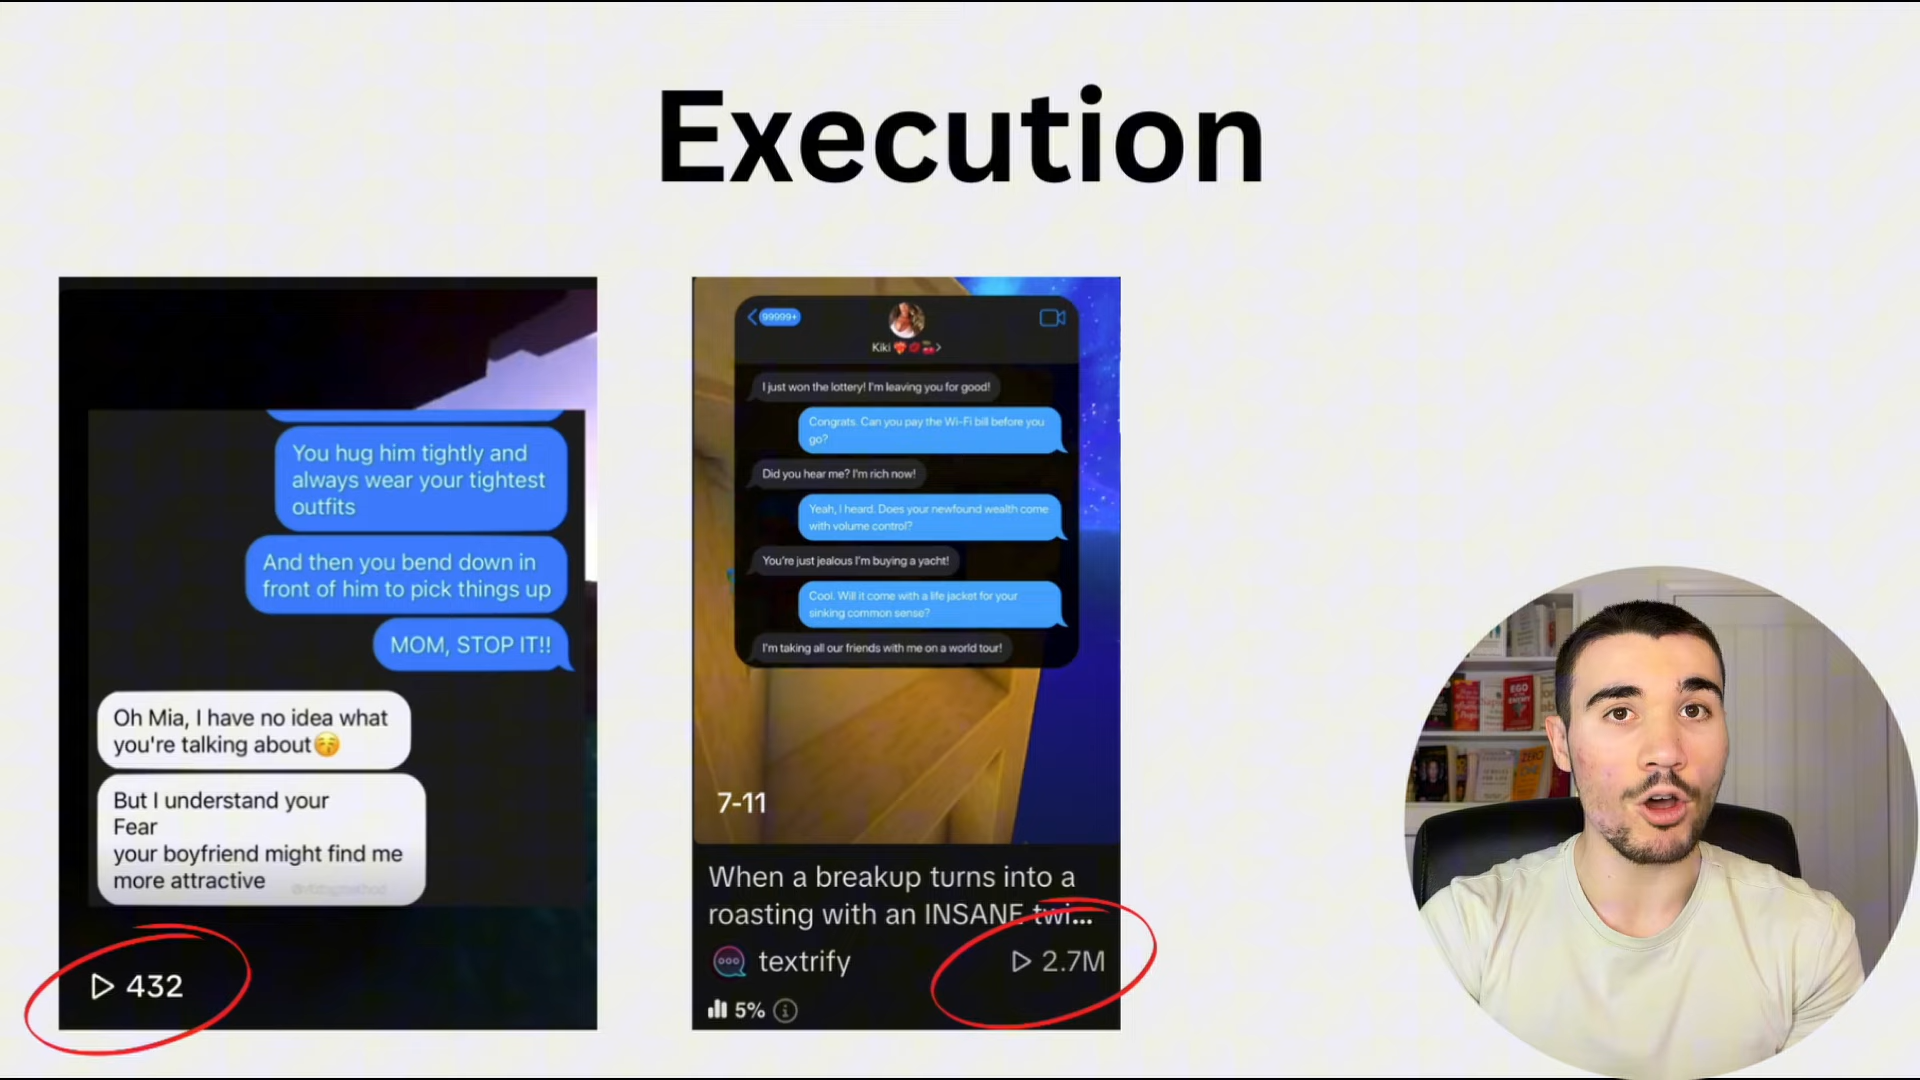 Execution
You hug him tightly and
always wear your tightest
outfits
And then you bend down in
front of him to pick things up
MOM, STOP IT!!
Oh Mia, I have no idea what
you're talking about😚
But I understand your
Fear
your boyfriend might find me
more attractive
432
99999+
Kiki ❤️‍🔥💋🍒>
I just won the lottery! I'm leaving you for good!
Congrats. Can you pay the Wi-Fi bill before you
go?
Did you hear me? I'm rich now!
Yeah, I heard. Does your newfound wealth come
with volume control?
You're just jealous I'm buying a yacht!
Cool. Will it come with a life jacket for your
sinking common sense?
I'm taking all our friends with me on a world tour!
7-11
When a breakup turns into a
roasting with an INSANE twi...
textrify
2.7M
5%
EGO
ENEMY
ZERO